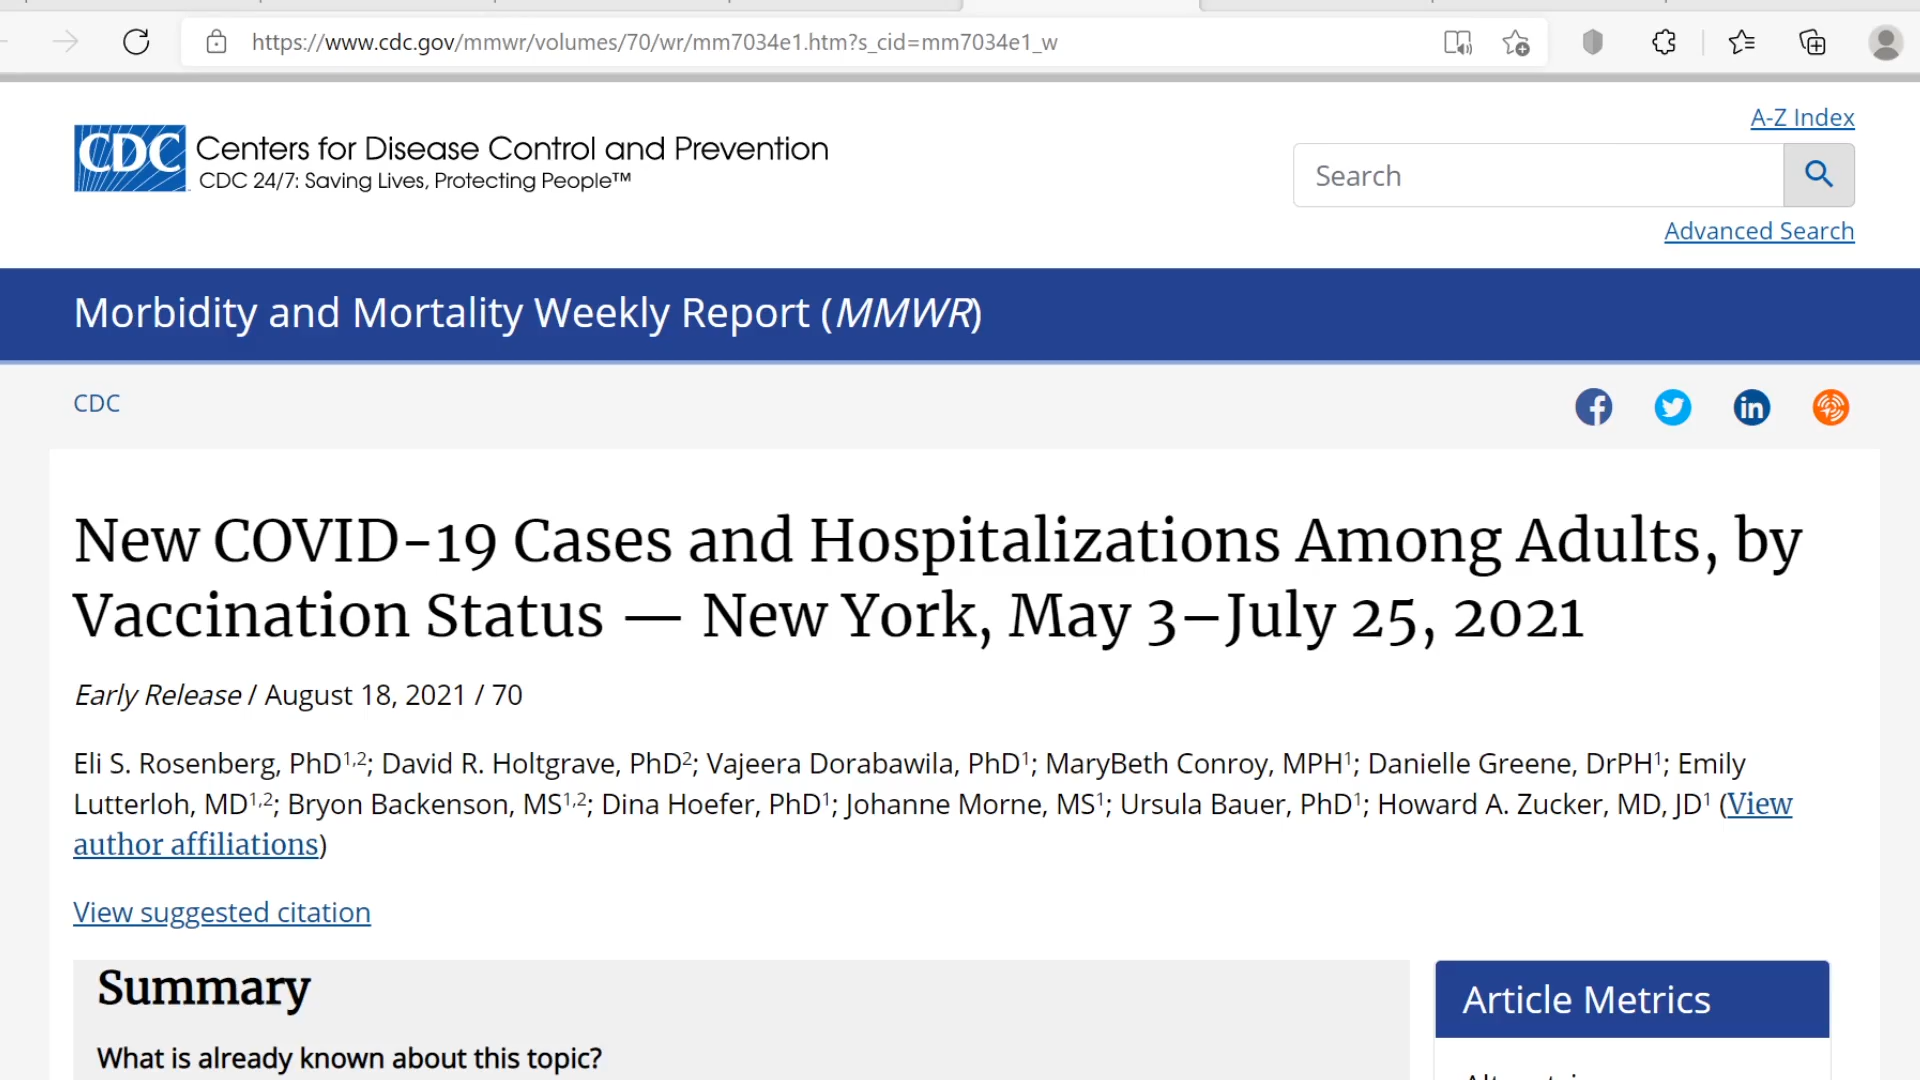 https://www.cdc.gov/mmwr/volumes/70/wr/mm7034e1.htm?s_cid=mm7034e1_w
A-Z Index
CDC Centers for Disease Control and Prevention
CDC 24/7: Saving Lives, Protecting People™
Search
Advanced Search
Morbidity and Mortality Weekly Report (MMWR)
CDC
New COVID-19 Cases and Hospitalizations Among Adults, by
Vaccination Status — New York, May 3–July 25, 2021
Early Release / August 18, 2021 / 70
Eli S. Rosenberg, PhD1,2; David R. Holtgrave, PhD2; Vajeera Dorabawila, PhD1; MaryBeth Conroy, MPH1; Danielle Greene, DrPH1; Emily
Lutterloh, MD1,2; Bryon Backenson, MS1,2; Dina Hoefer, PhD1; Johanne Morne, MS1; Ursula Bauer, PhD1; Howard A. Zucker, MD, JD1 (View
author affiliations)
View suggested citation
Summary
Article Metrics
What is already known about this topic?